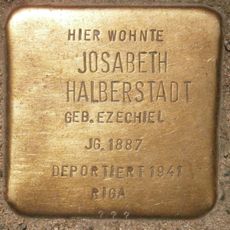 HIER WOHNTE
JOSABETH
HALBERSTADT
GEB. EZECHIEL
JG. 1887
DEPORTIERT 1941
RIGA
? ? ?